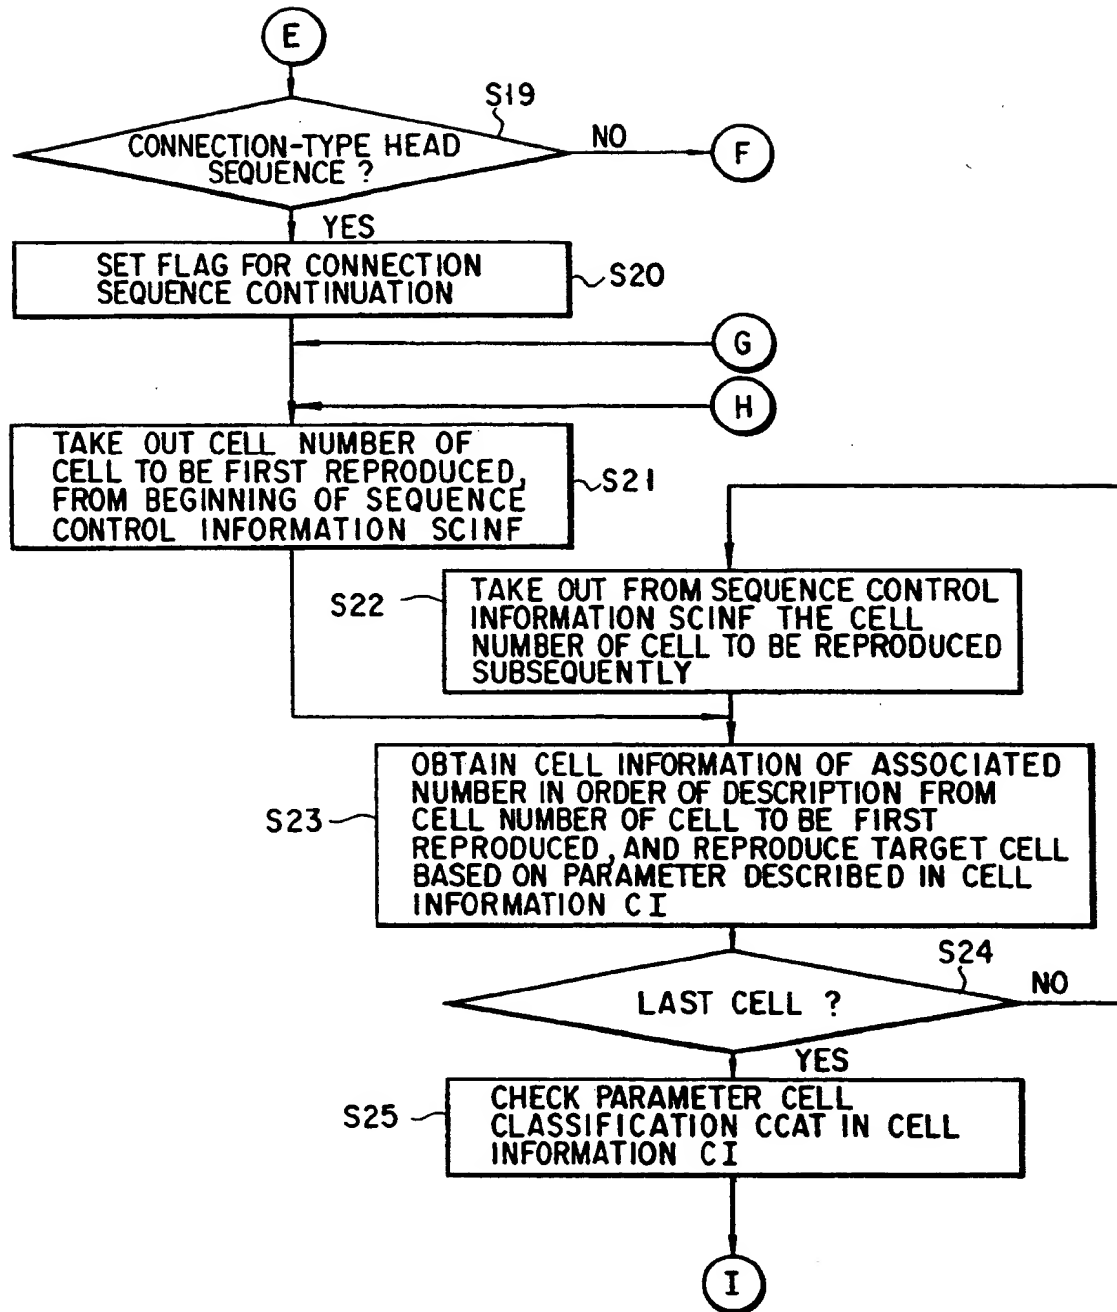 E
S19
CONNECTION-TYPE HEAD
SEQUENCE ?
NO
F
YES
SET FLAG FOR CONNECTION
SEQUENCE CONTINUATION
S20
G
H
TAKE OUT CELL NUMBER OF
CELL TO BE FIRST REPRODUCED,
FROM BEGINNING OF SEQUENCE
CONTROL INFORMATION SCINF
S21
S22
TAKE OUT FROM SEQUENCE CONTROL
INFORMATION SCINF THE CELL
NUMBER OF CELL TO BE REPRODUCED
SUBSEQUENTLY
S23
OBTAIN CELL INFORMATION OF ASSOCIATED
NUMBER IN ORDER OF DESCRIPTION FROM
CELL NUMBER OF CELL TO BE FIRST
REPRODUCED, AND REPRODUCE TARGET CELL
BASED ON PARAMETER DESCRIBED IN CELL
INFORMATION CI
S24
LAST CELL ?
NO
YES
S25
CHECK PARAMETER CELL
CLASSIFICATION CCAT IN CELL
INFORMATION CI
I